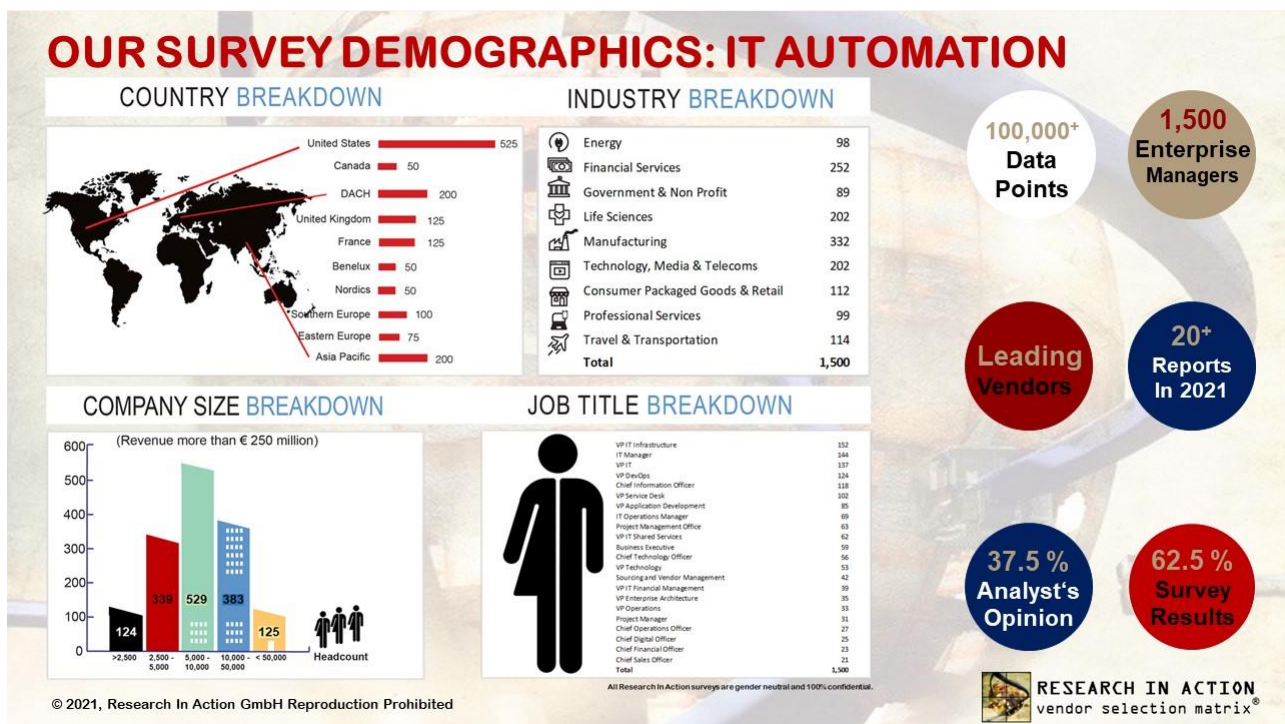 OUR SURVEY DEMOGRAPHICS: IT AUTOMATION
COUNTRY BREAKDOWN
United States 525
Canada 50
DACH 200
United Kingdom 125
France 125
Benelux 50
Nordics 50
Southern Europe 100
Eastern Europe 75
Asia Pacific 200
INDUSTRY BREAKDOWN
Energy 98
Financial Services 252
Government & Non Profit 89
Life Sciences 202
Manufacturing 332
Technology, Media & Telecoms 202
Consumer Packaged Goods & Retail 112
Professional Services 99
Travel & Transportation 114
Total 1,500
COMPANY SIZE BREAKDOWN
(Revenue more than € 250 million)
600
500
400
300
200
100
0
124
339
529
383
125
>2,500
2,500 - 5,000
5,000 - 10,000
10,000 - 50,000
< 50,000
Headcount
JOB TITLE BREAKDOWN
VP IT Infrastructure 152
IT Manager 144
VP IT 137
VP DevOps 124
Chief Information Officer 118
VP Service Desk 102
VP Application Development 85
IT Operations Manager 69
Project Management Office 63
VP IT Shared Services 62
Business Executive 59
Chief Technology Officer 56
VP Technology 53
Sourcing and Vendor Management 42
VP IT Financial Management 39
VP Enterprise Architecture 35
VP Operations 33
Project Manager 31
Chief Operations Officer 27
Chief Digital Officer 25
Chief Financial Officer 23
Chief Sales Officer 21
Total 1,500
All Research In Action surveys are gender neutral and 100% confidential.
100,000+
Data
Points
1,500
Enterprise
Managers
Leading
Vendors
20+
Reports
In 2021
37.5 %
Analyst‘s
Opinion
62.5 %
Survey
Results
© 2021, Research In Action GmbH Reproduction Prohibited
RESEARCH IN ACTION
vendor selection matrix®